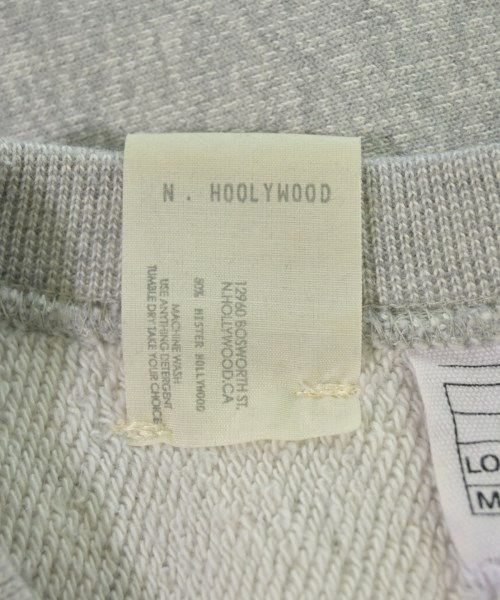 N. HOOLYWOOD
12960 BOSWORTH ST.
N.HOLLYWOOD.CA
80% MISTER HOLLYWOOD
MACHINE WASH
USE ANYTHING DETERGENT
TUMBLE DRY TAKE YOUR CHOICE
LO
M